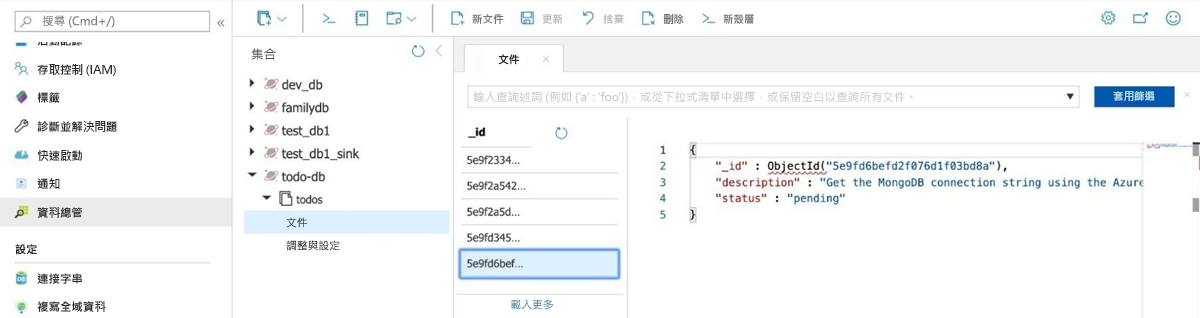 搜尋 (Cmd+/)
«
活動記錄
存取控制 (IAM)
標籤
診斷並解決問題
快速啟動
通知
資料總管
設定
連接字串
複寫全域資料
新文件
更新
捨棄
刪除
新殼層
集合
dev_db
familydb
test_db1
test_db1_sink
todo-db
todos
文件
調整與設定
文件
輸入查詢述詞 (例如 {'a' ; 'foo'})，或從下拉式清單中選擇，或保留空白以查詢所有文件。
套用篩選
_id
5e9f2334...
5e9f2a542...
5e9f2a5d...
5e9fd345...
5e9fd6bef...
載入更多
1 {
2 "_id" : ObjectId("5e9fd6befd2f076d1f03bd8a"),
3 "description" : "Get the MongoDB connection string using the Azure
4 "status" : "pending"
5 }